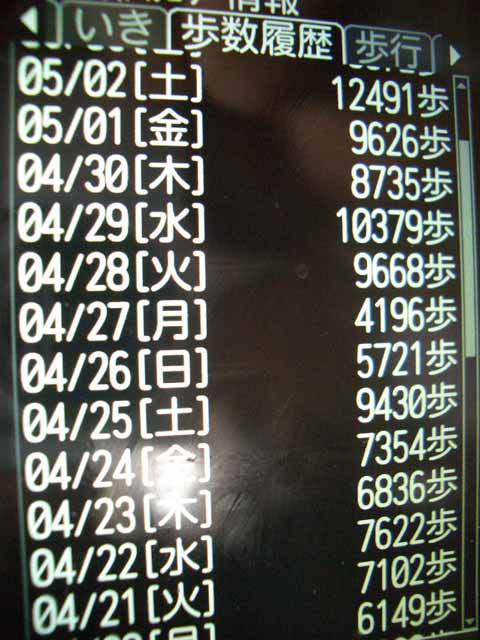 情報
いき 歩数履歴 歩行
05/02[土] 12491歩
05/01[金] 9626歩
04/30[木] 8735歩
04/29[水] 10379歩
04/28[火] 9668歩
04/27[月] 4196歩
04/26[日] 5721歩
04/25[土] 9430歩
04/24[金] 7354歩
04/23[木] 6836歩
04/22[水] 7622歩
04/21[火] 7102歩
6149歩